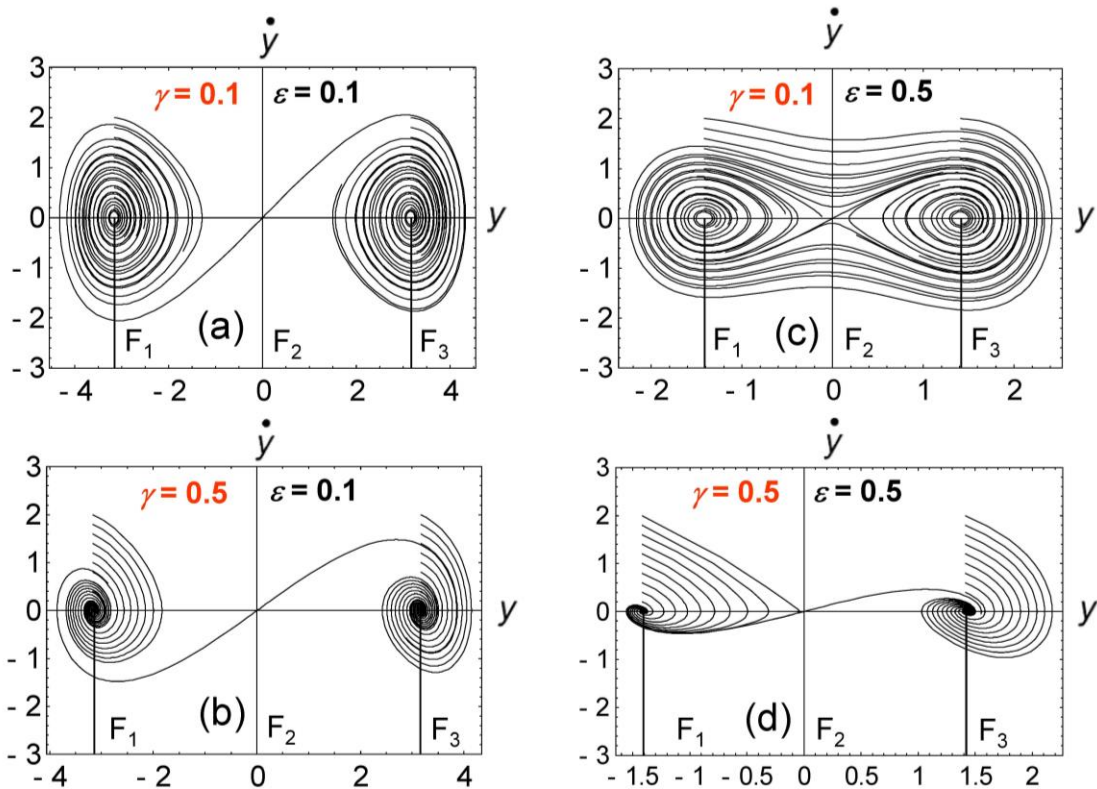 ẏ
3
γ = 0.1 ε = 0.1
2
1
0
- 1
- 2
- 3
y
F1 (a) F2 F3
- 4 - 2 0 2 4
ẏ
3
γ = 0.1 ε = 0.5
2
1
0
- 1
- 2
- 3
y
F1 (c) F2 F3
- 2 - 1 0 1 2
ẏ
3
γ = 0.5 ε = 0.1
2
1
0
- 1
- 2
- 3
y
F1 (b) F2 F3
- 4 - 2 0 2 4
ẏ
3
γ = 0.5 ε = 0.5
2
1
0
- 1
- 2
- 3
y
F1 (d) F2 F3
- 1.5 - 1 - 0.5 0 0.5 1 1.5 2